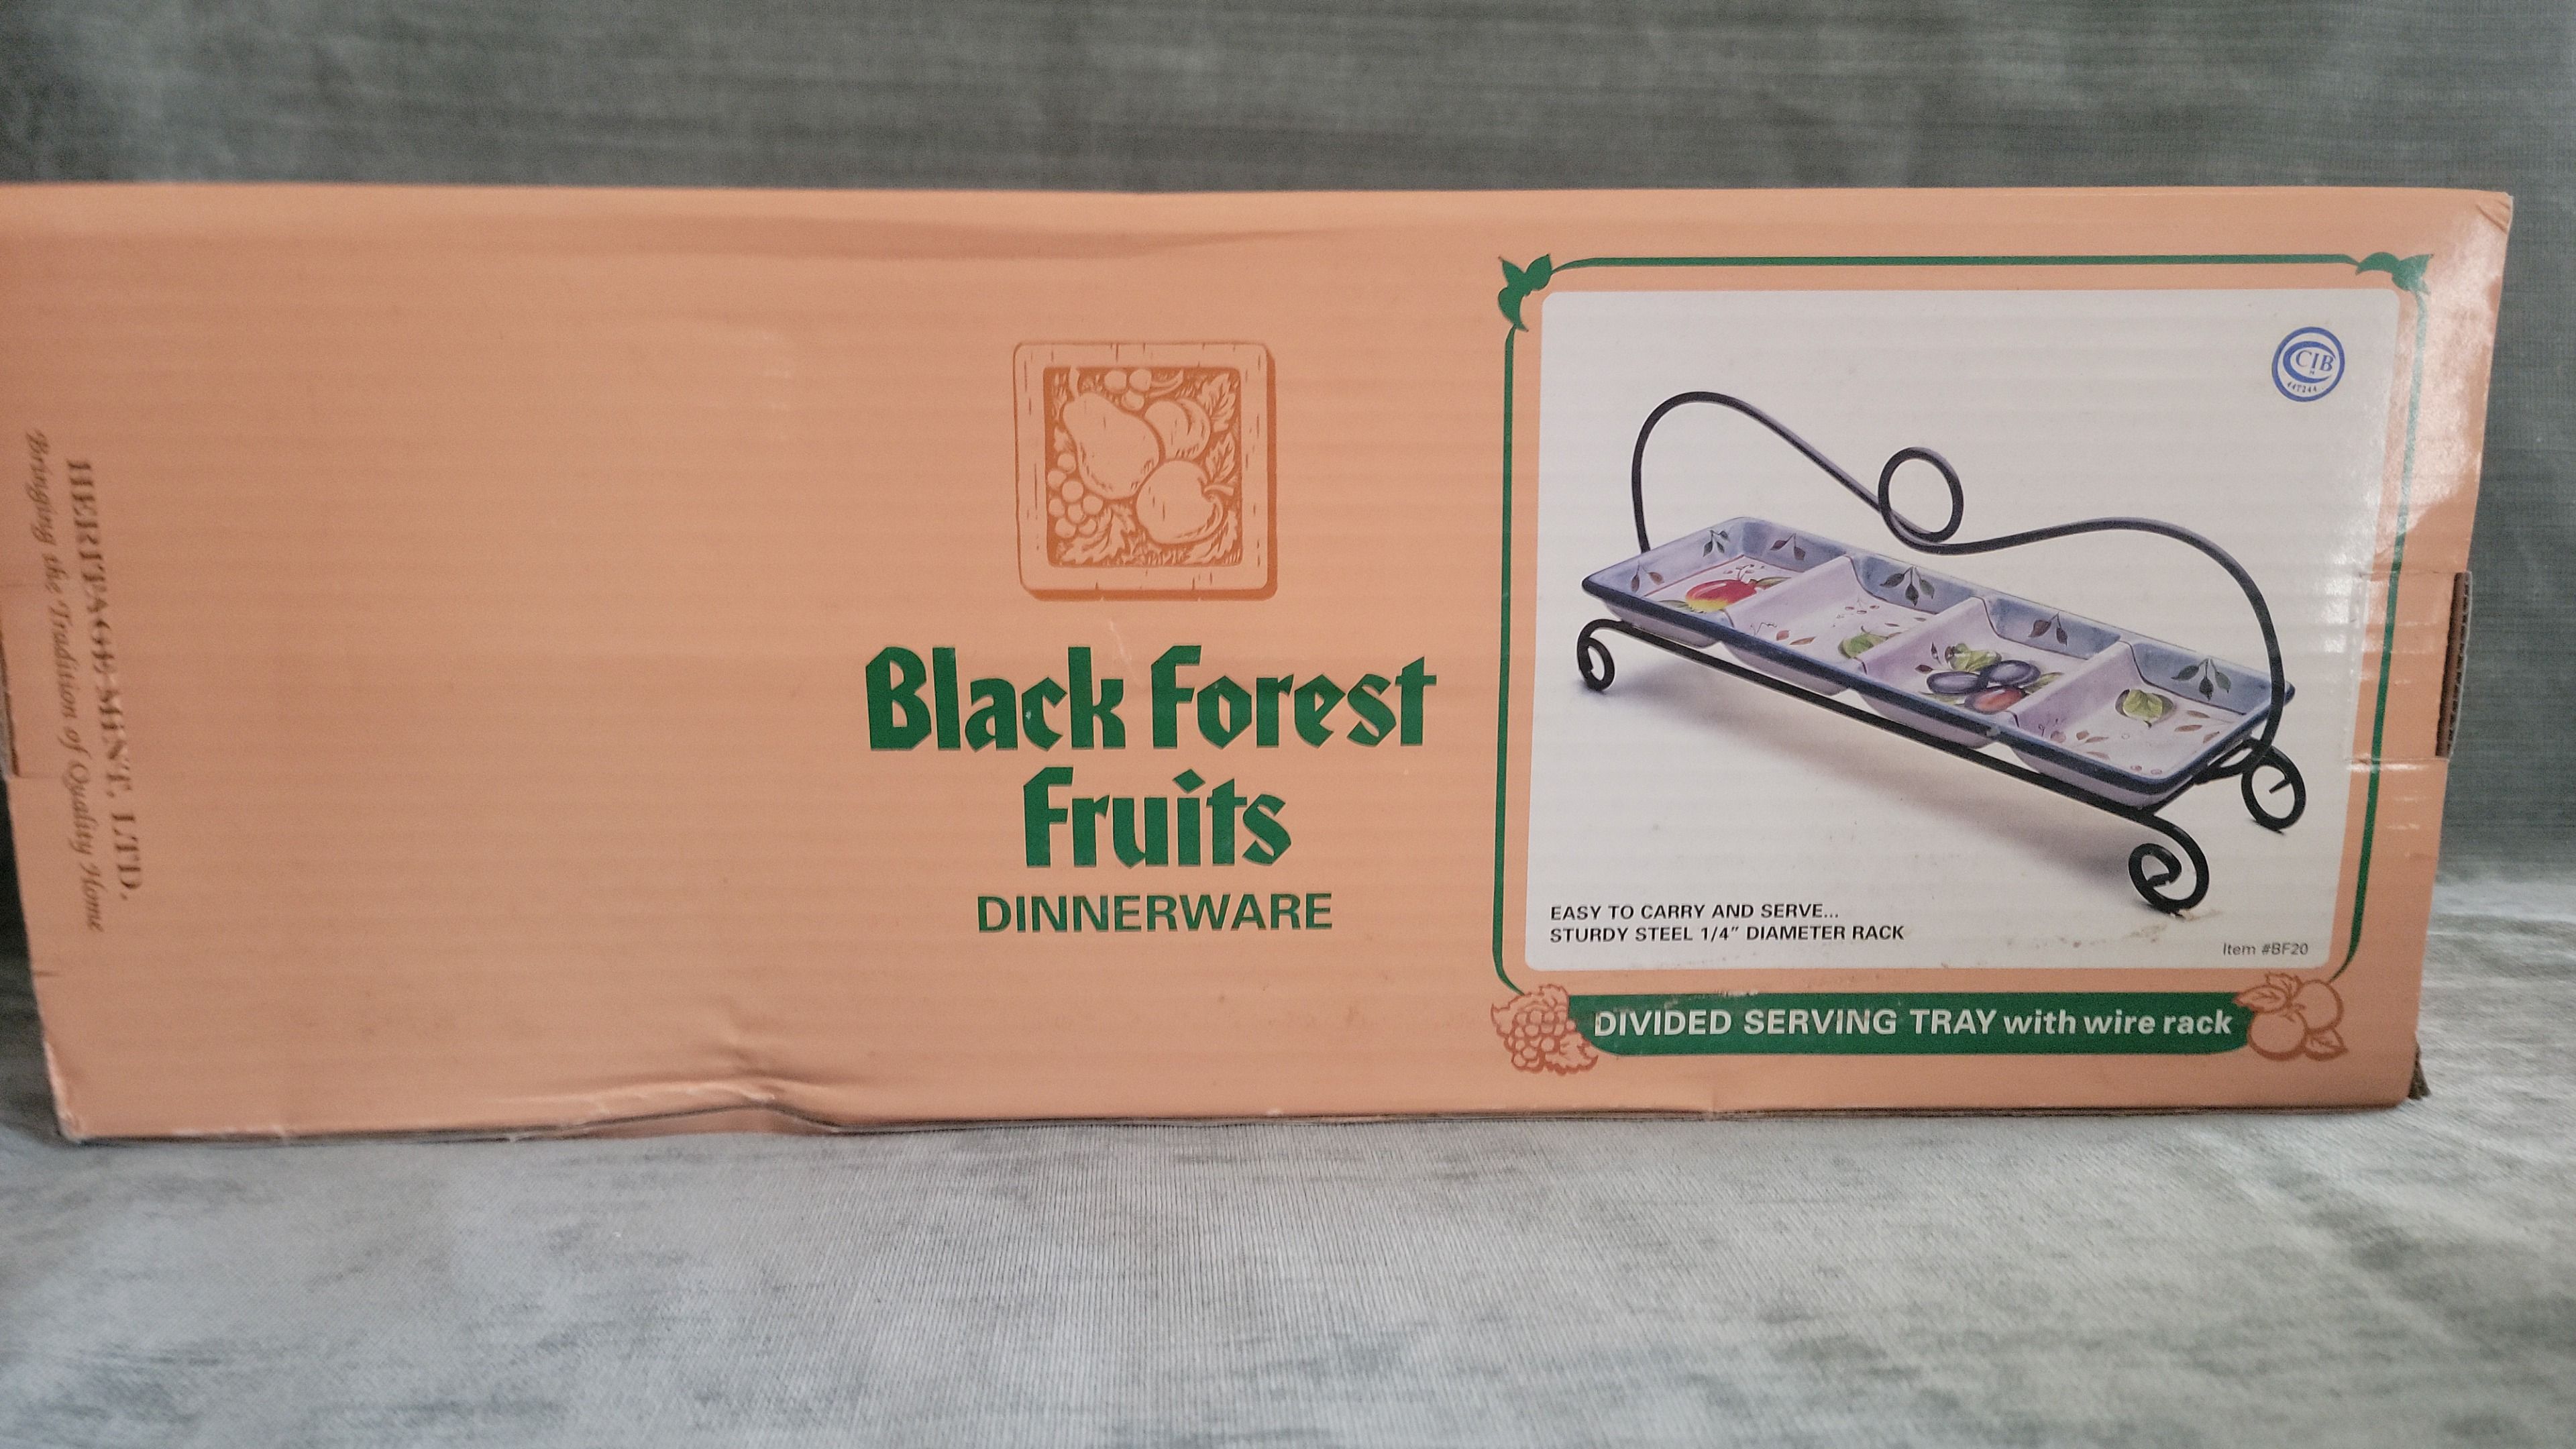 HERITAGE MINT, LTD.
Bringing the Tradition of Quality Home
Black Forest
Fruits
DINNERWARE
CIB
EASY TO CARRY AND SERVE...
STURDY STEEL 1/4" DIAMETER RACK
Item #BF20
DIVIDED SERVING TRAY with wire rack